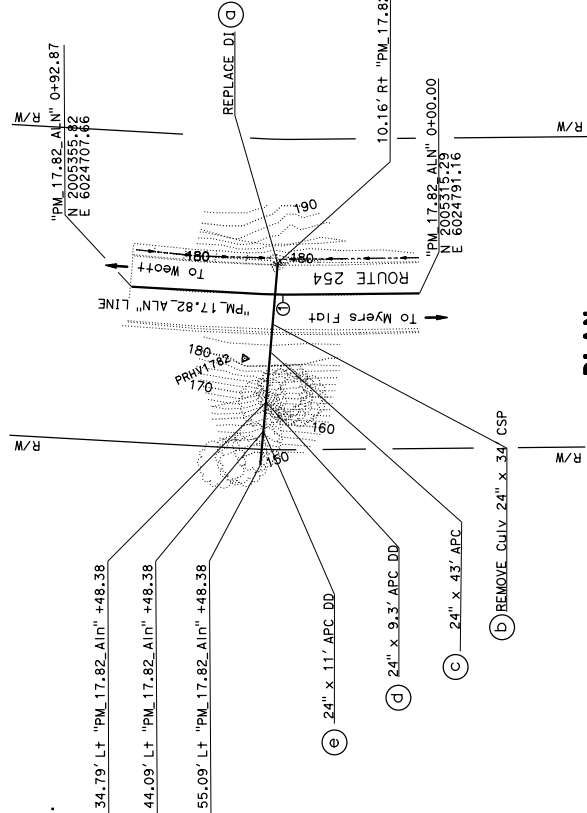 "PM_17.82_ALN" 0+92.87
N 2005355.82
E 6024707.66
R/W
R/W
REPLACE DI
a
10.16' Rt "PM_17.82
R/W
R/W
"PM_17.82_ALN" 0+00.00
N 2005315.29
E 6024791.16
190
180
180
To Weott
ROUTE 254
"PM_17.82_ALN" LINE
1
To Myers Flat
180
170
PRHV1782
160
150
34.79' Lt "PM_17.82_Aln" +48.38
44.09' Lt "PM_17.82_Aln" +48.38
55.09' Lt "PM_17.82_Aln" +48.38
e
24" x 11' APC DD
d
24" x 9.3' APC DD
c
24" x 43' APC
b
REMOVE Culv 24" x 34' CSP
PLAN